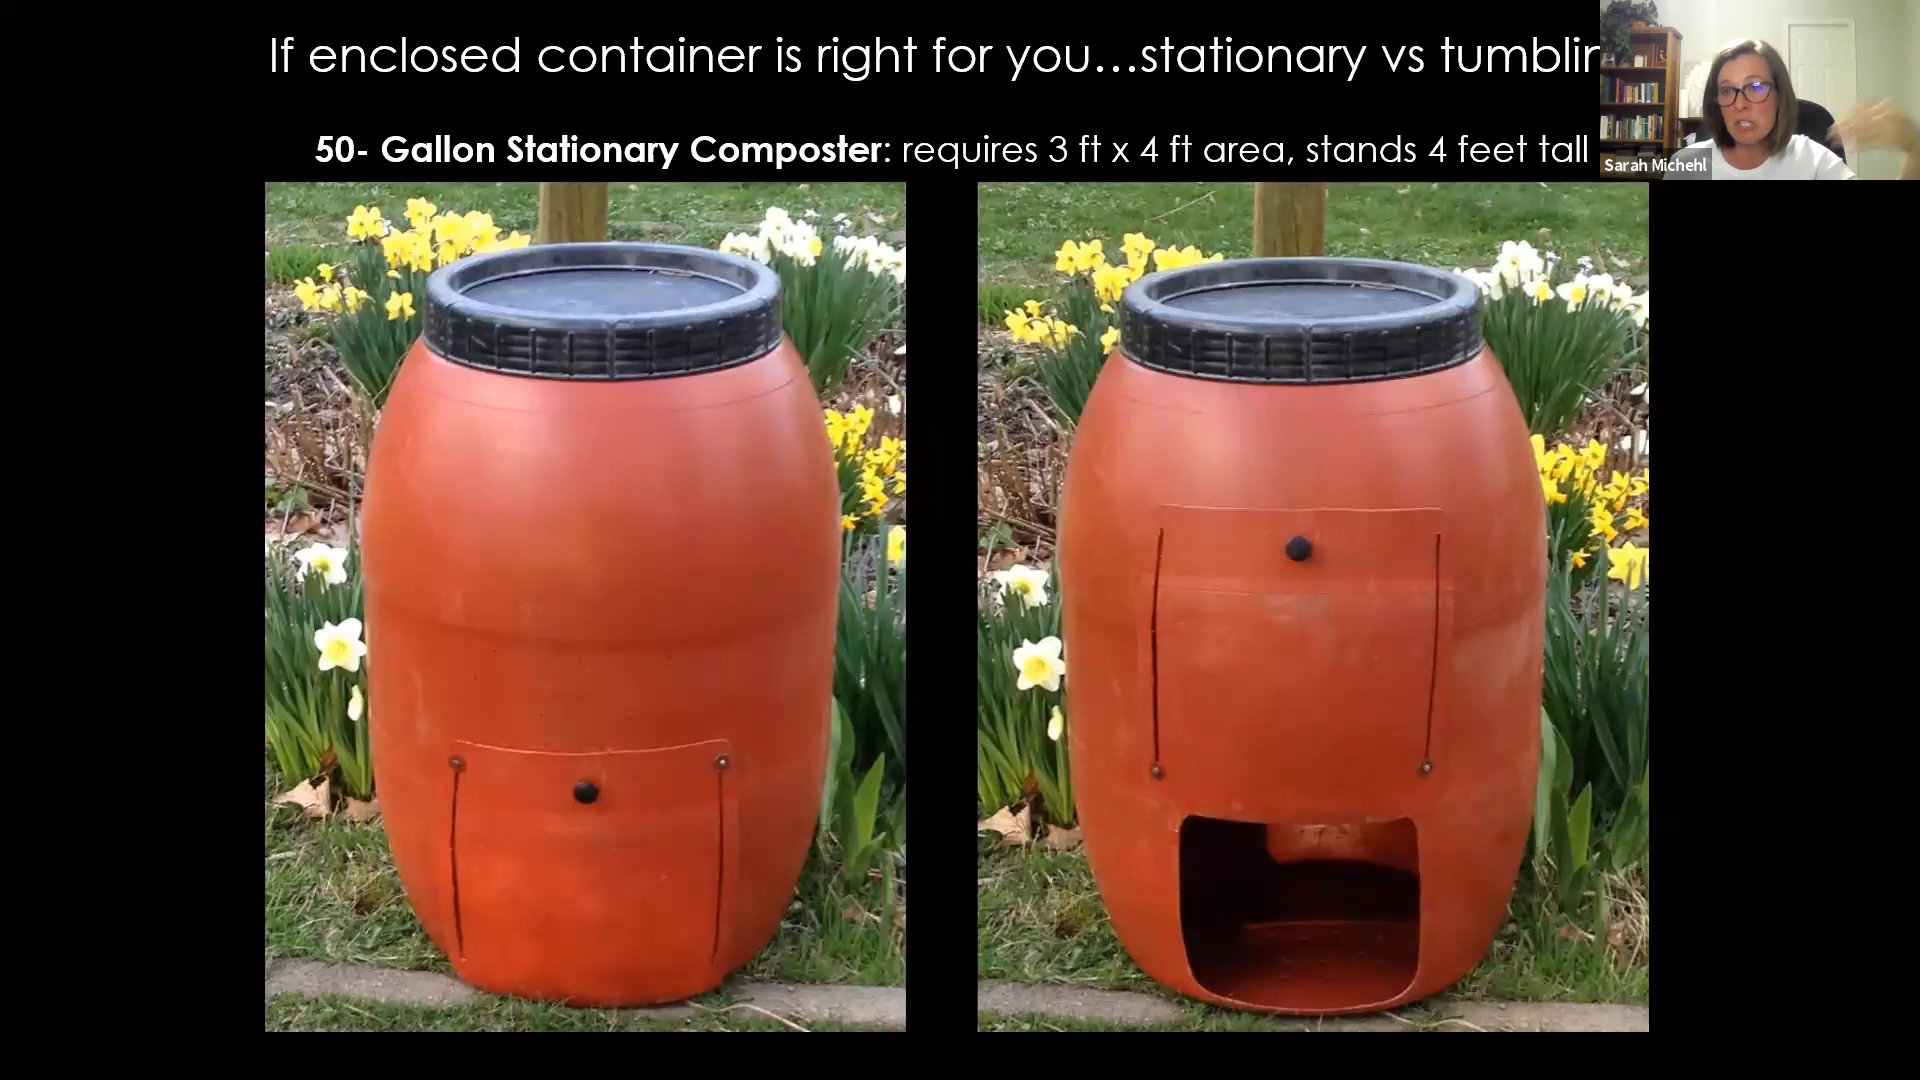 If enclosed container is right for you...stationary vs tumblin
50- Gallon Stationary Composter: requires 3 ft x 4 ft area, stands 4 feet tall
Sarah Michehl